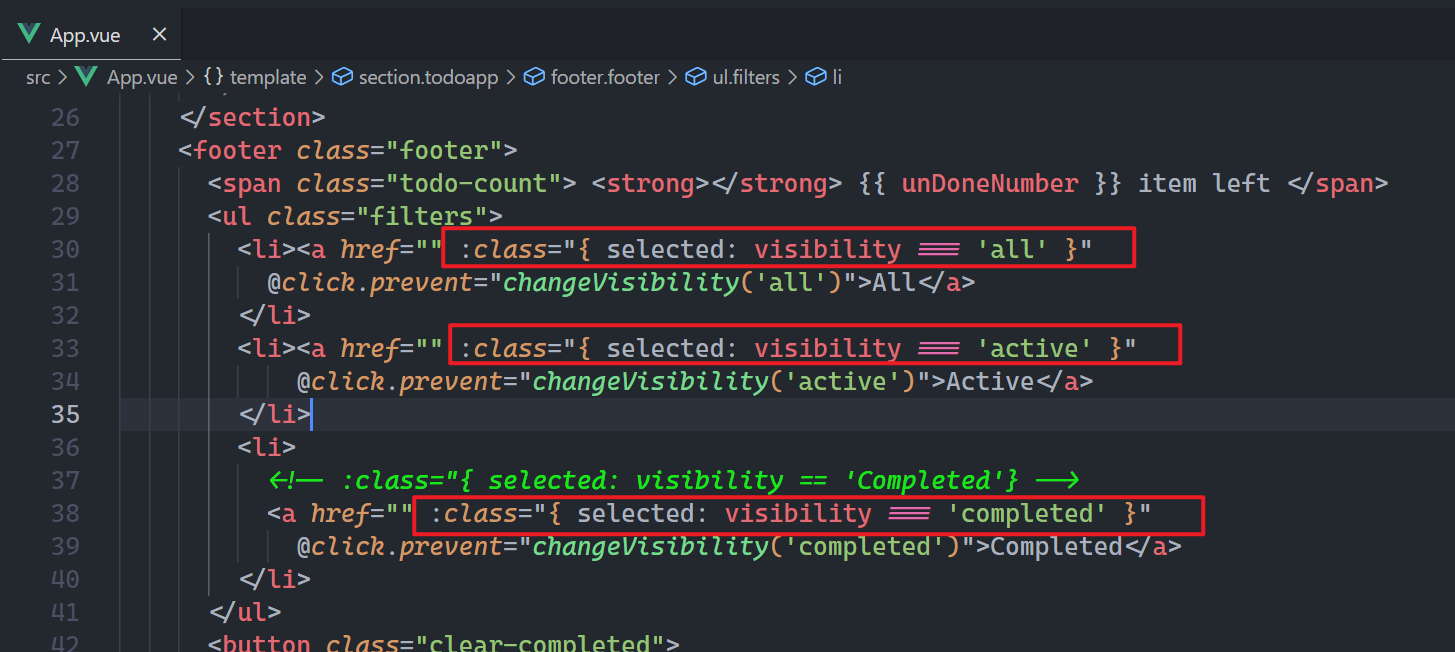 App.vue ×
src > App.vue > {} template > section.todoapp > footer.footer > ul.filters > li
26 </section>
27 <footer class="footer">
28 <span class="todo-count"> <strong></strong> {{ unDoneNumber }} item left </span>
29 <ul class="filters">
30 <li><a href="" :class="{ selected: visibility === 'all' }"
31 @click.prevent="changeVisibility('all')">All</a>
32 </li>
33 <li><a href="" :class="{ selected: visibility === 'active' }"
34 @click.prevent="changeVisibility('active')">Active</a>
35 </li>
36 <li>
37 <!-- :class="{ selected: visibility == 'Completed'} -->
38 <a href="" :class="{ selected: visibility === 'completed' }"
39 @click.prevent="changeVisibility('completed')">Completed</a>
40 </li>
41 </ul>
42 <button class="clear-completed">